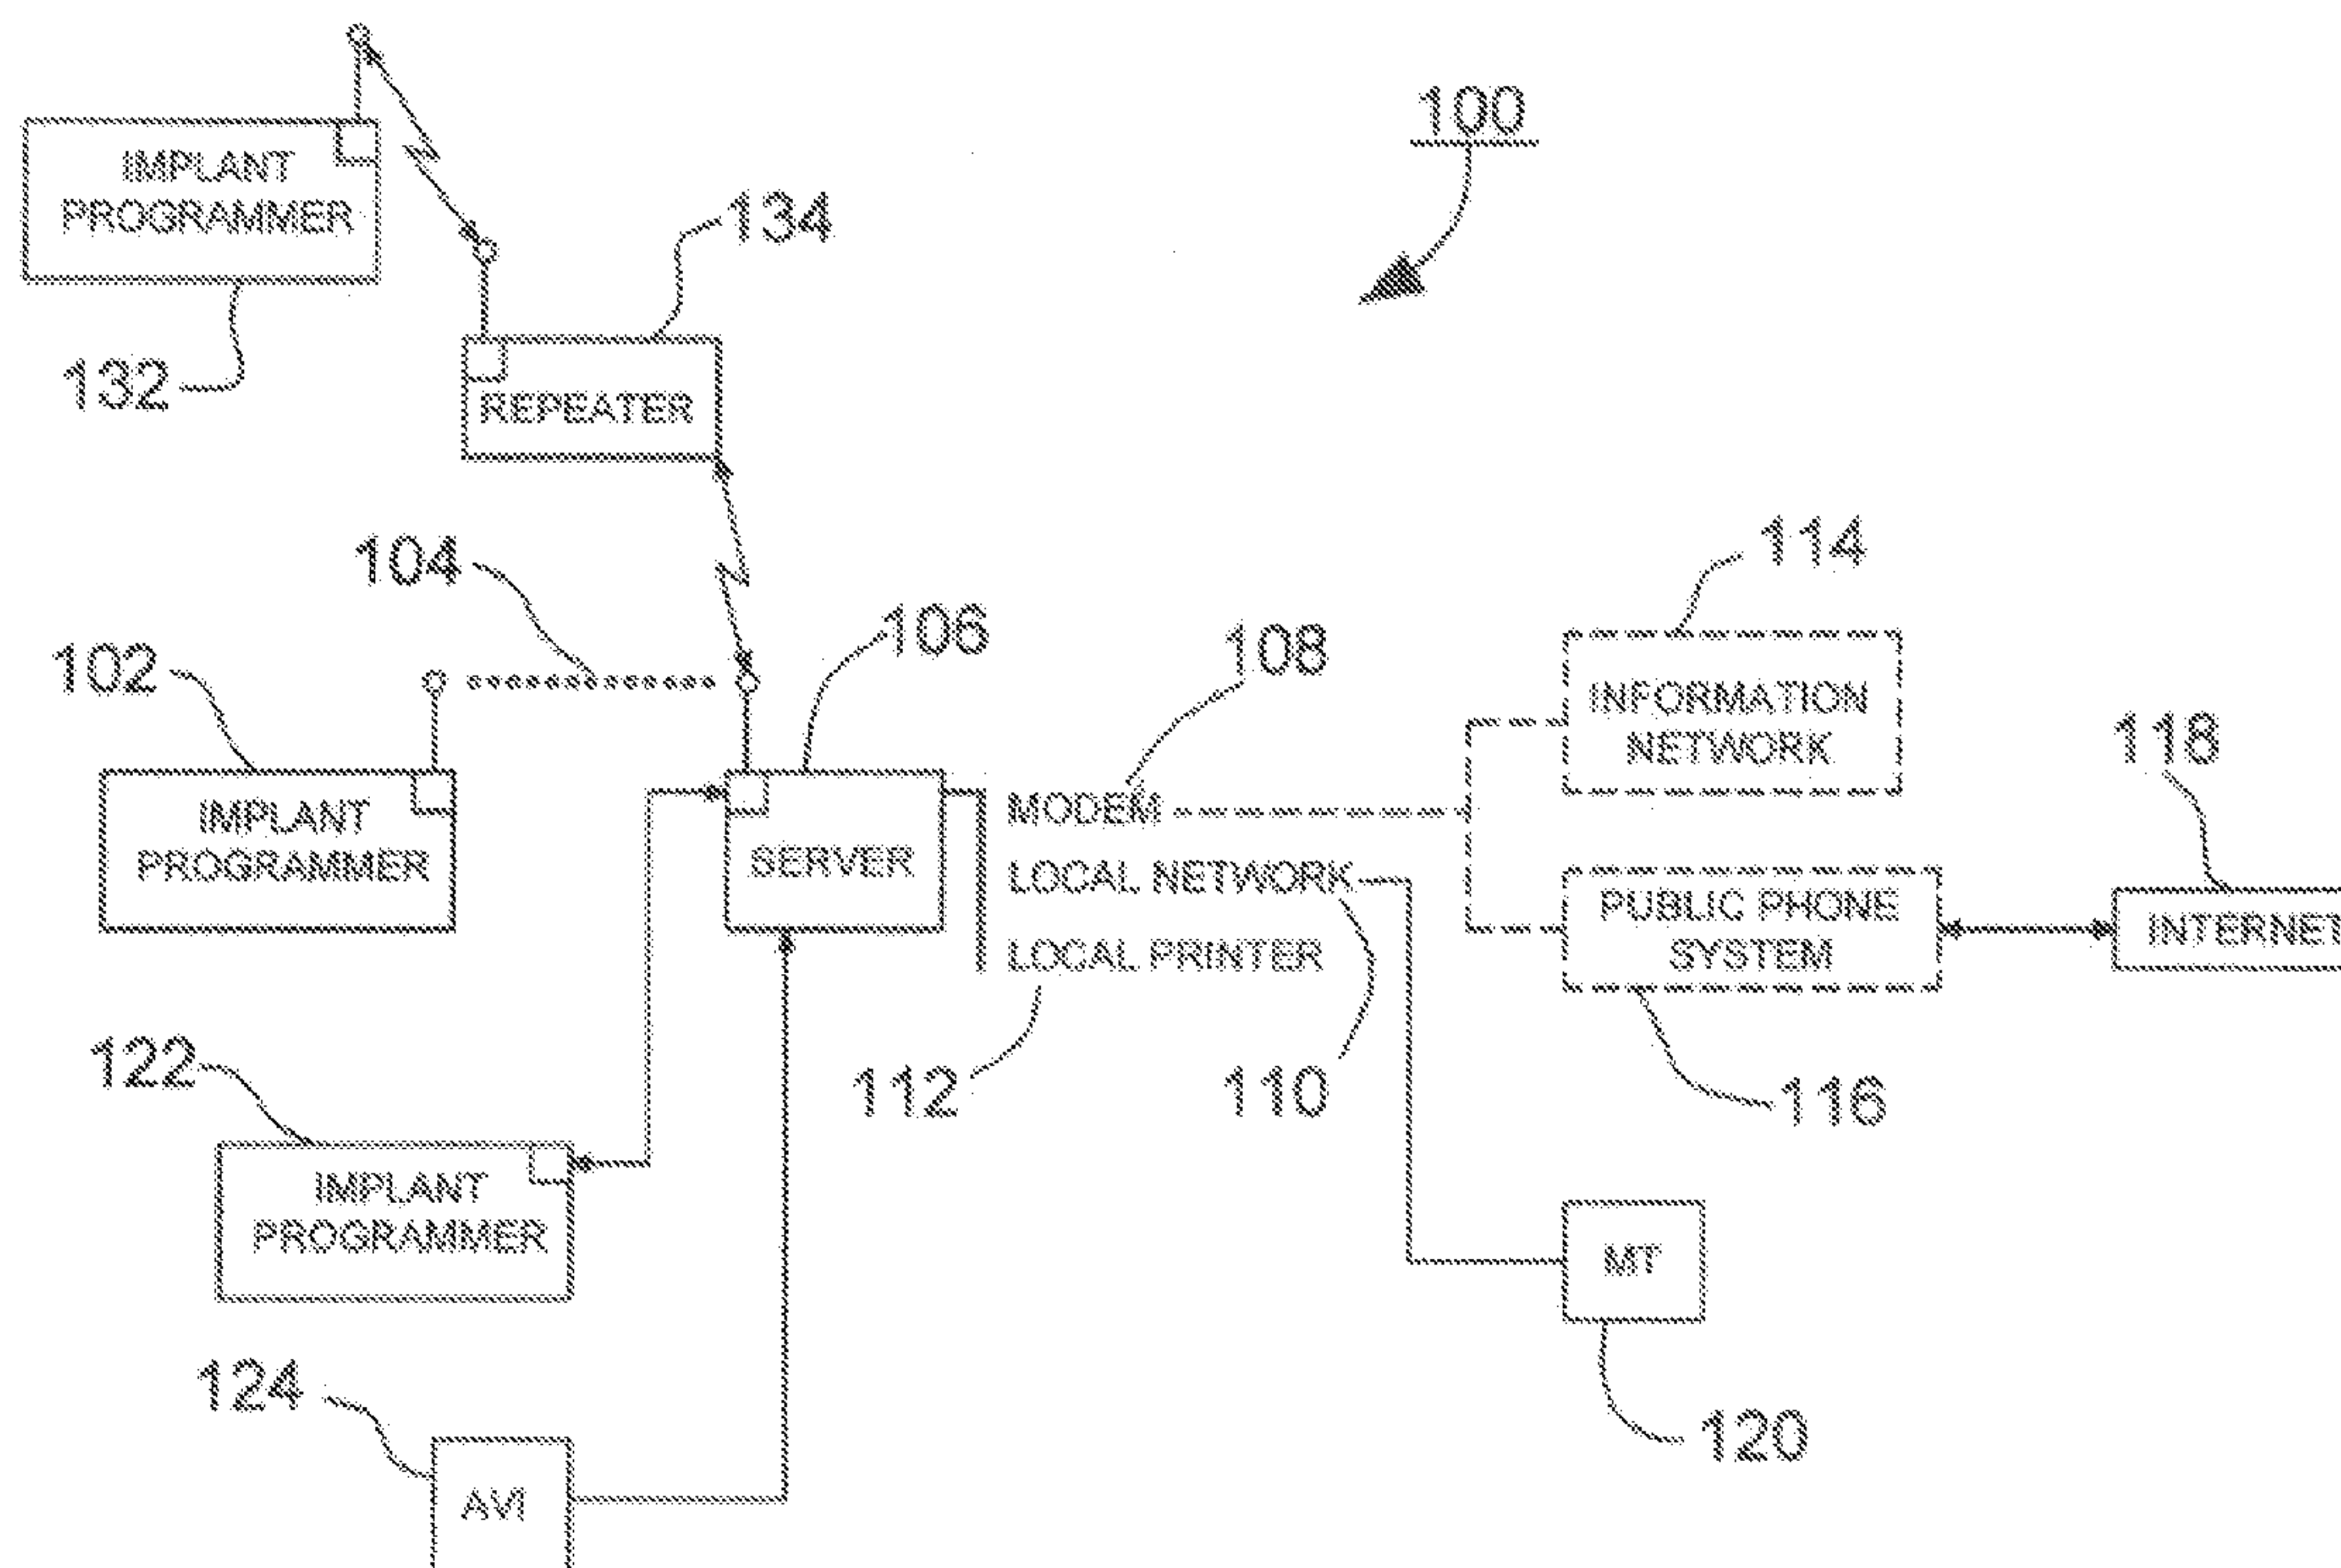 100
IMPLANT
PROGRAMMER
134
132
REPEATER
104
114
106
108
102
INFORMATION
NETWORK
118
IMPLANT
PROGRAMMER
MODEM
SERVER
LOCAL NETWORK
PUBLIC PHONE
SYSTEM
INTERNET
LOCAL PRINTER
122
112
110
116
IMPLANT
PROGRAMMER
MT
124
120
AVI